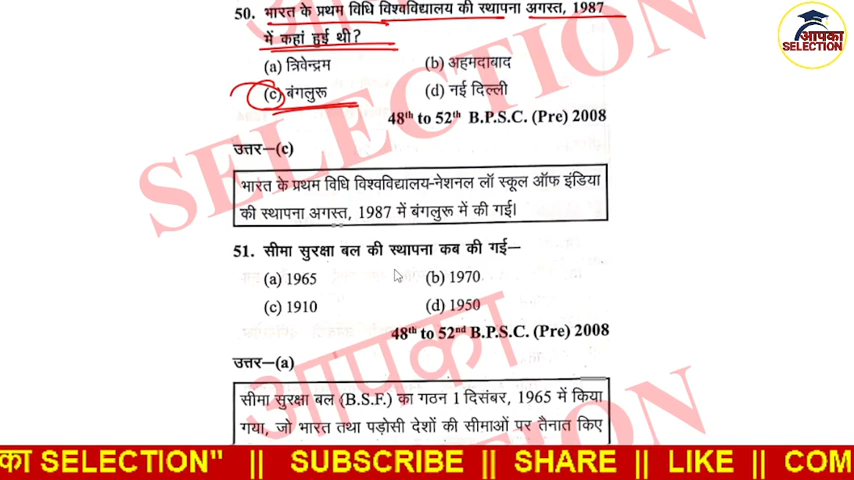 50. भारत के प्रथम विधि विश्वविद्यालय की स्थापना अगस्त, 1987
में कहां हुई थी?
(a) त्रिवेन्द्रम (b) अहमदाबाद
(c) बंगलुरू (d) नई दिल्ली
48th to 52th B.P.S.C. (Pre) 2008
उत्तर–(c)
भारत के प्रथम विधि विश्वविद्यालय-नेशनल लॉ स्कूल ऑफ इंडिया
की स्थापना अगस्त, 1987 में बंगलुरू में की गई।
51. सीमा सुरक्षा बल की स्थापना कब की गई–
(a) 1965 (b) 1970
(c) 1910 (d) 1950
48th to 52nd B.P.S.C. (Pre) 2008
उत्तर–(a)
सीमा सुरक्षा बल (B.S.F.) का गठन 1 दिसंबर, 1965 में किया
गया, जो भारत तथा पड़ोसी देशों की सीमाओं पर तैनात किए
आपका
SELECTION
SELECTION
आपका
SELECTION
का SELECTION" || SUBSCRIBE || SHARE || LIKE || COM